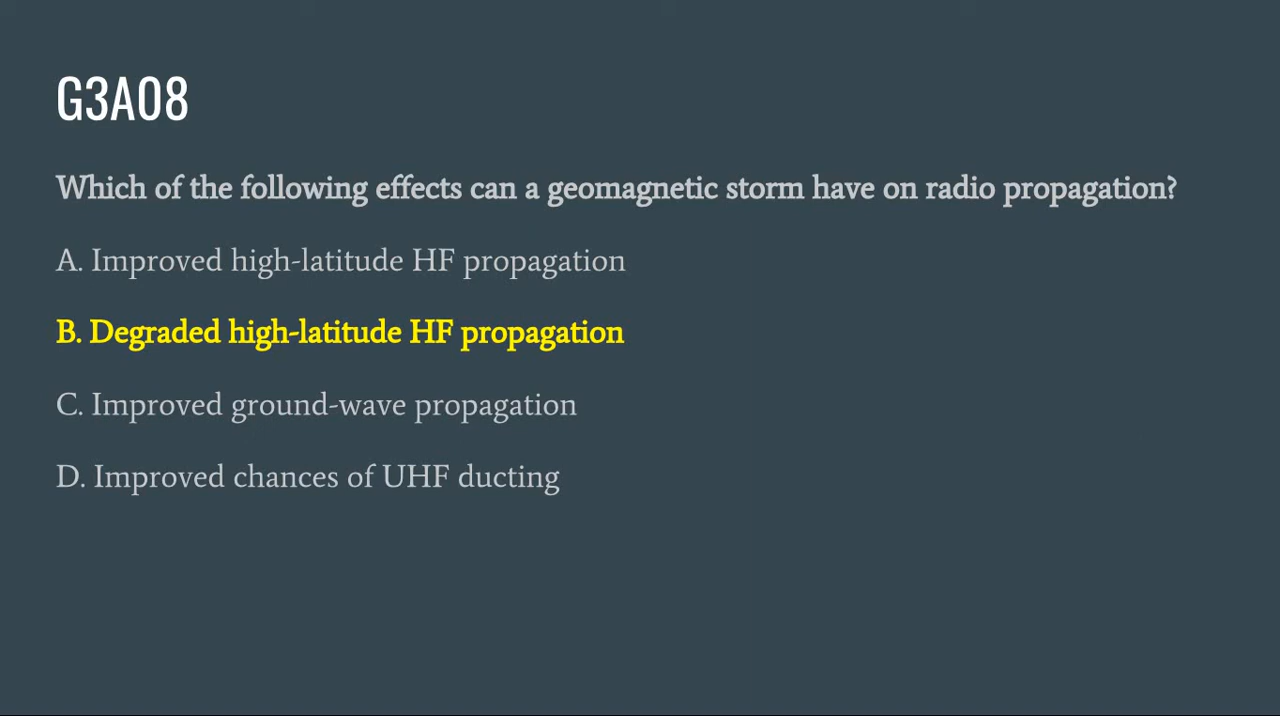 G3A08
Which of the following effects can a geomagnetic storm have on radio propagation?
A. Improved high-latitude HF propagation
B. Degraded high-latitude HF propagation
C. Improved ground-wave propagation
D. Improved chances of UHF ducting